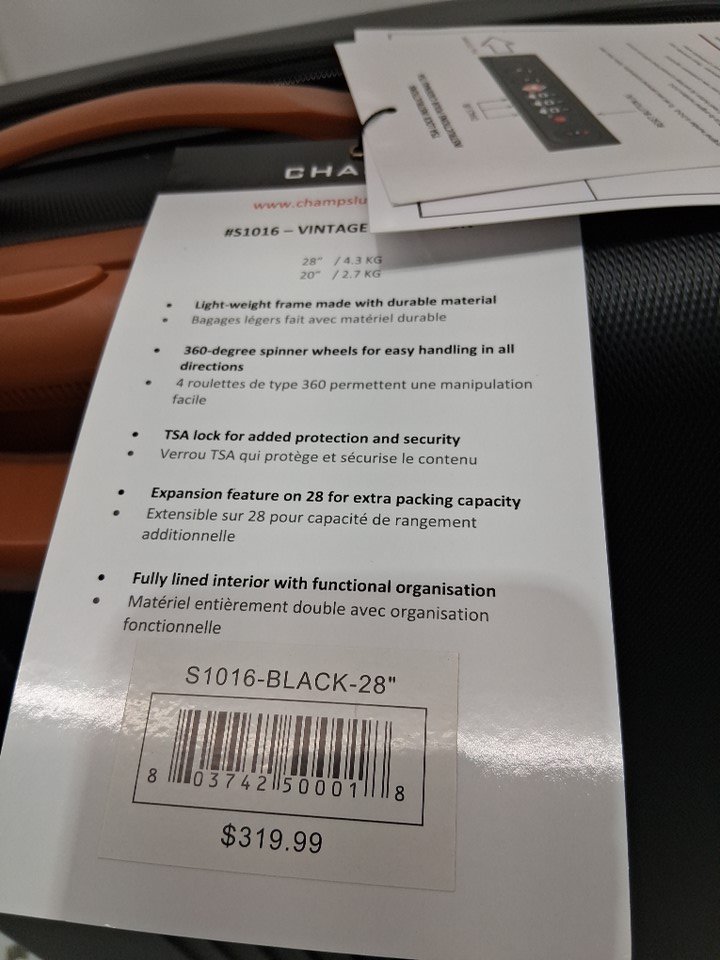 CHA
www.champslu
#S1016 – VINTAGE
28" / 4.3 KG
20" / 2.7 KG
• Light-weight frame made with durable material
• Bagages légers fait avec matériel durable
• 360-degree spinner wheels for easy handling in all
directions
• 4 roulettes de type 360 permettent une manipulation
facile
• TSA lock for added protection and security
• Verrou TSA qui protège et sécurise le contenu
• Expansion feature on 28 for extra packing capacity
• Extensible sur 28 pour capacité de rangement
additionnelle
• Fully lined interior with functional organisation
• Matériel entièrement double avec organisation
fonctionnelle
S1016-BLACK-28"
8 03742 50001 8
$319.99